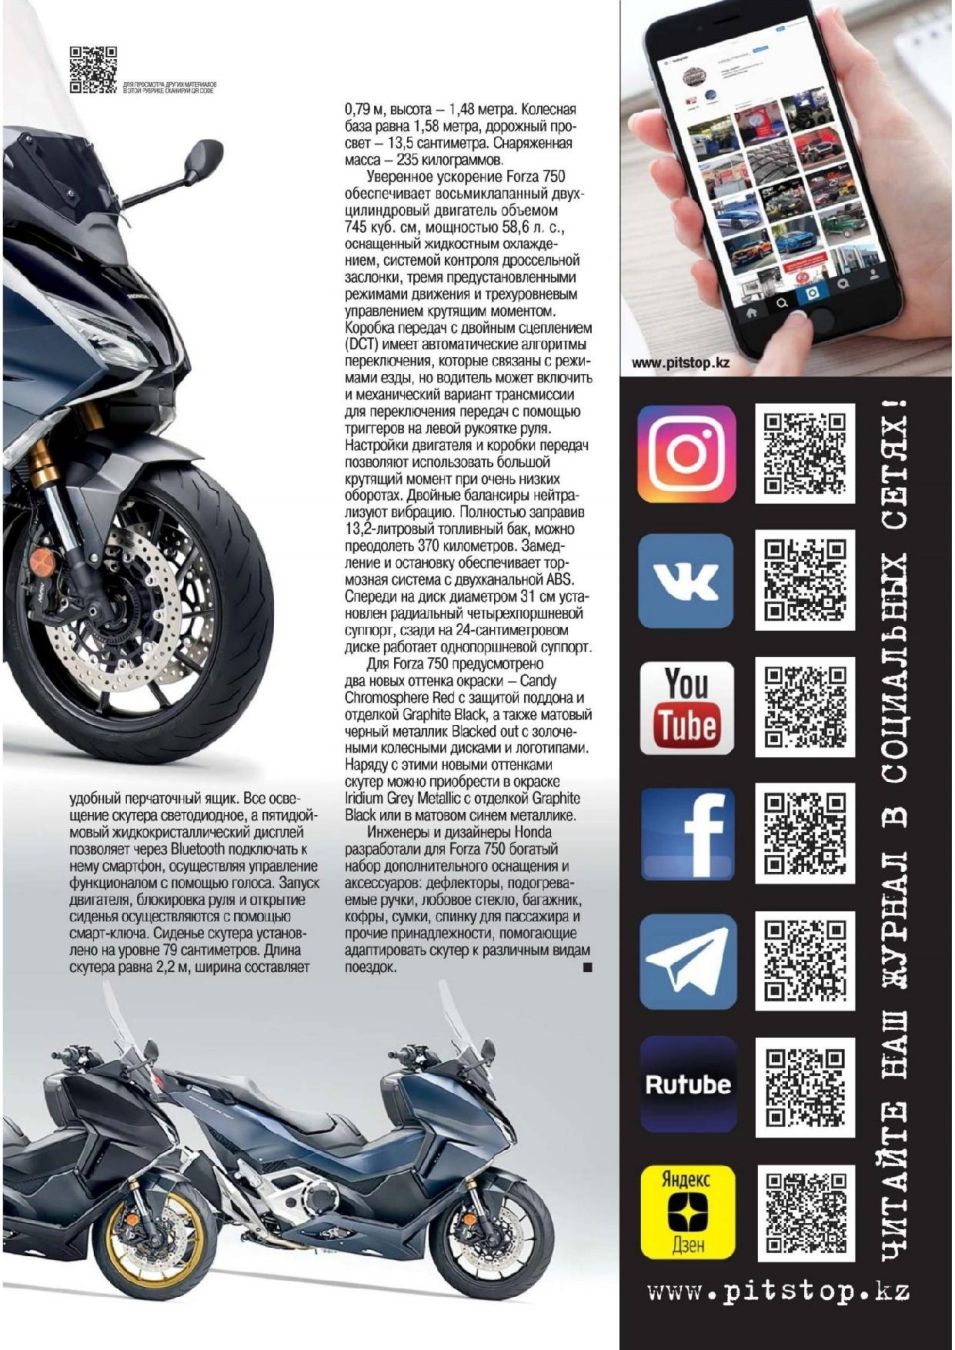 ДЛЯ ПРОСМОТРА ДРУГИХ МАТЕРИАЛОВ
В ЭТОЙ РУБРИКЕ СКАНИРУЙ QR CODE
удобный перчаточный ящик. Все осве-
щение скутера светодиодное, а пятидюй-
мовый жидкокристаллический дисплей
позволяет через Bluetooth подключать к
нему смартфон, осуществляя управление
функционалом с помощью голоса. Запуск
двигателя, блокировка руля и открытие
сиденья осуществляются с помощью
смарт-ключа. Сиденье скутера установ-
лено на уровне 79 сантиметров. Длина
скутера равна 2,2 м, ширина составляет
0,79 м, высота – 1,48 метра. Колесная
база равна 1,58 метра, дорожный про-
свет – 13,5 сантиметра. Снаряженная
масса – 235 килограммов.
Уверенное ускорение Forza 750
обеспечивает восьмиклапанный двух-
цилиндровый двигатель объемом
745 куб. см, мощностью 58,6 л. с.,
оснащенный жидкостным охлажде-
нием, системой контроля дроссельной
заслонки, тремя предустановленными
режимами движения и трехуровневым
управлением крутящим моментом.
Коробка передач с двойным сцеплением
(DCT) имеет автоматические алгоритмы
переключения, которые связаны с режи-
мами езды, но водитель может включить
и механический вариант трансмиссии
для переключения передач с помощью
триггеров на левой рукоятке руля.
Настройки двигателя и коробки передач
позволяют использовать большой
крутящий момент при очень низких
оборотах. Двойные балансиры нейтра-
лизуют вибрацию. Полностью заправив
13,2-литровый топливный бак, можно
преодолеть 370 километров. Замед-
ление и остановку обеспечивает тор-
мозная система с двухканальной ABS.
Спереди на диск диаметром 31 см уста-
новлен радиальный четырехпоршневой
суппорт, сзади на 24-сантиметровом
диске работает однопоршневой суппорт.
Для Forza 750 предусмотрено
два новых оттенка окраски – Candy
Chromosphere Red с защитой поддона и
отделкой Graphite Black, а также матовый
черный металлик Blacked out с золоче-
ными колесными дисками и логотипами.
Наряду с этими новыми оттенками
скутер можно приобрести в окраске
Iridium Grey Metallic с отделкой Graphite
Black или в матовом синем металлике.
Инженеры и дизайнеры Honda
разработали для Forza 750 богатый
набор дополнительного оснащения и
аксессуаров: дефлекторы, подогрева-
емые ручки, лобовое стекло, багажник,
кофры, сумки, спинку для пассажира и
прочие принадлежности, помогающие
адаптировать скутер к различным видам
поездок.
www.pitstop.kz
You
Tube
Rutube
Яндекс
Дзен
ЧИТАЙТЕ НАШ ЖУРНАЛ В СОЦИАЛЬНЫХ СЕТЯХ!
www.pitstop.kz